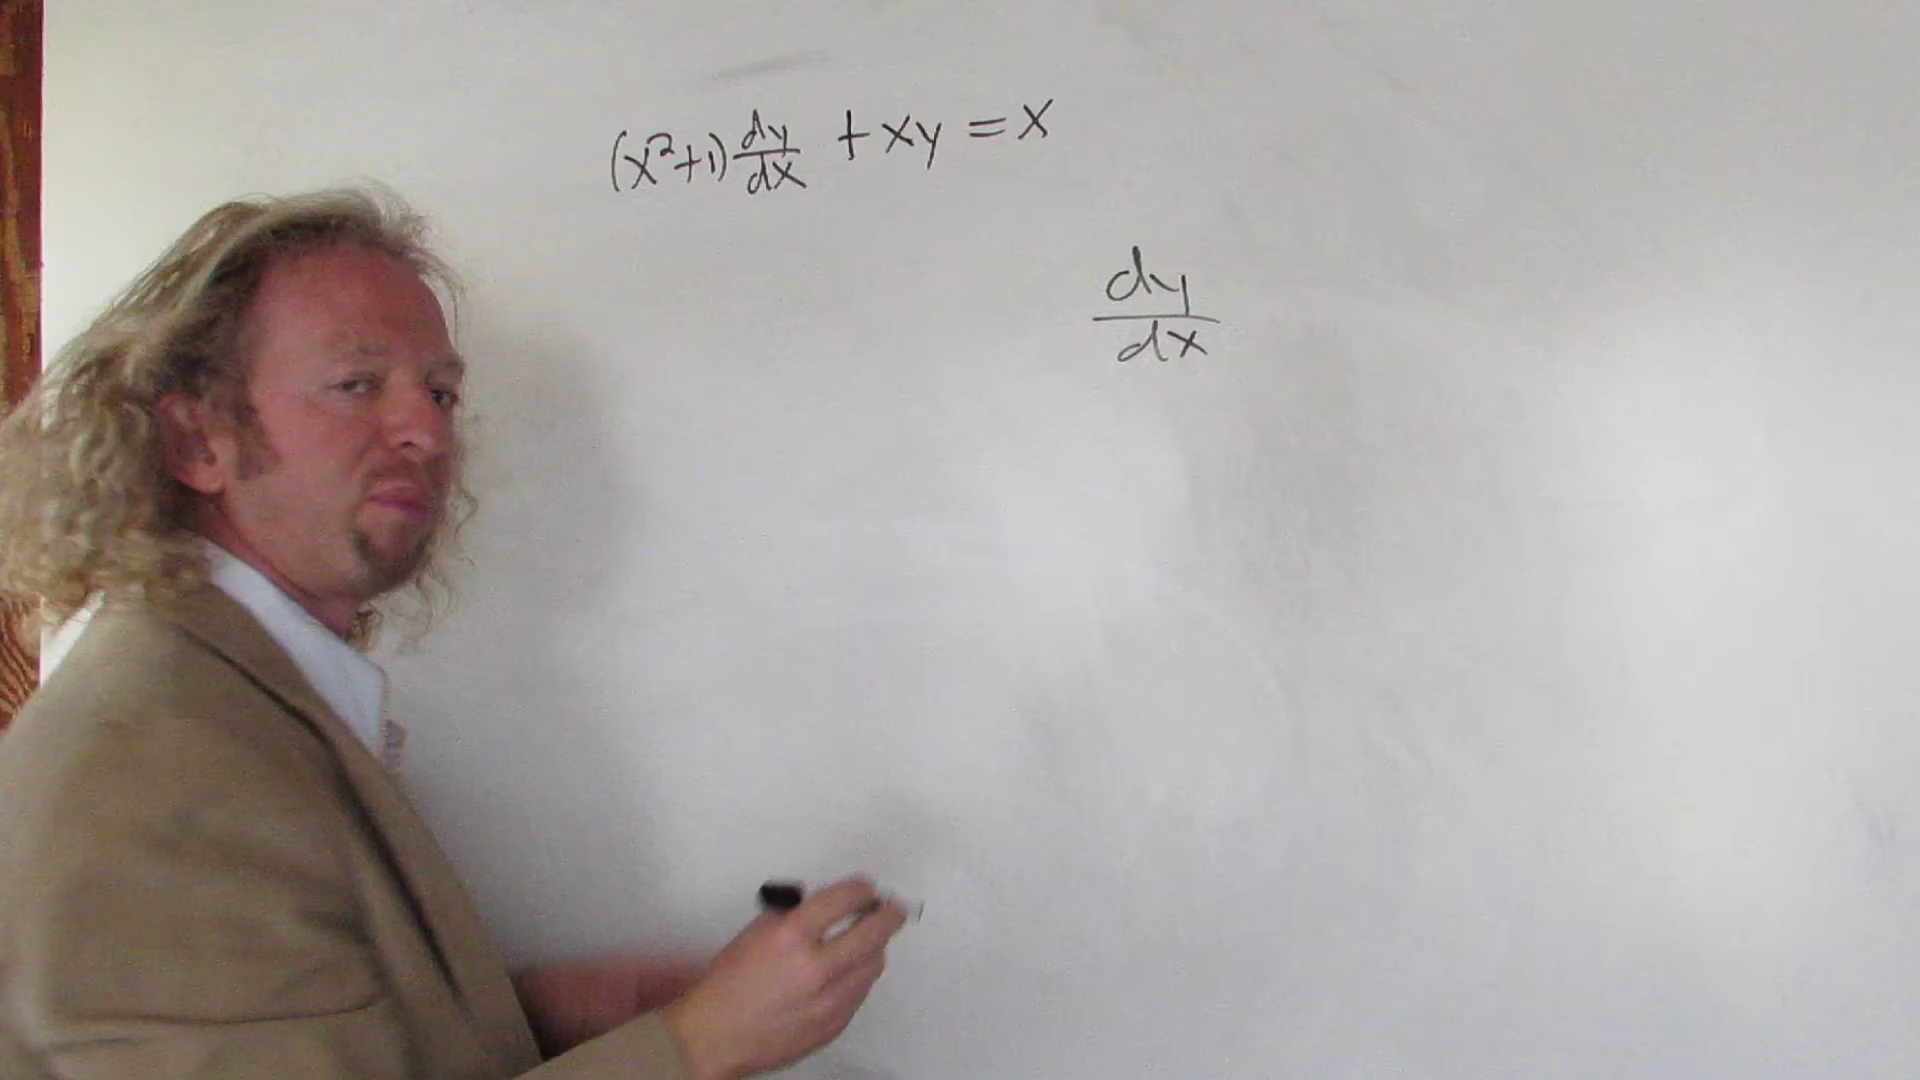 (x²+1) dy/dx + xy = x
dy/dx